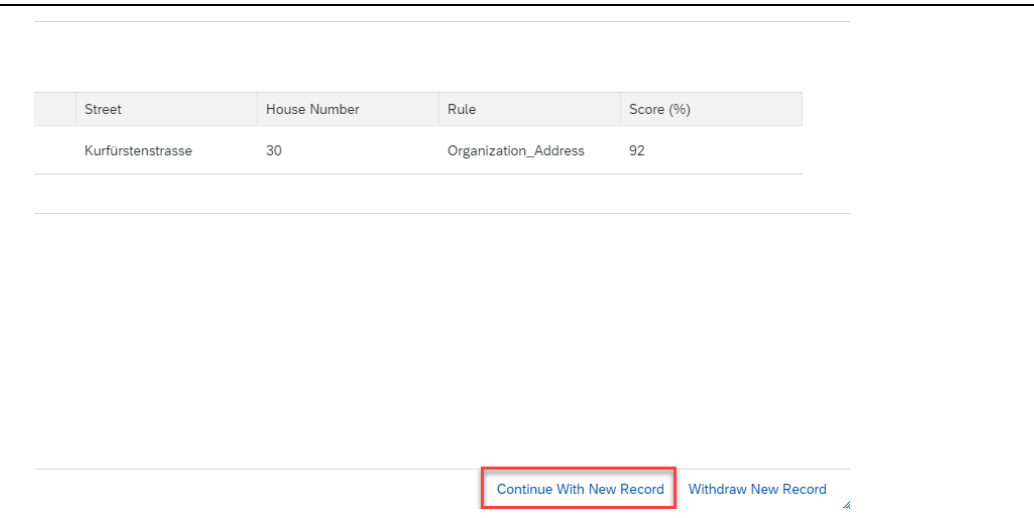 Street House Number Rule Score (%)
Kurfürstenstrasse 30 Organization_Address 92
Continue With New Record Withdraw New Record